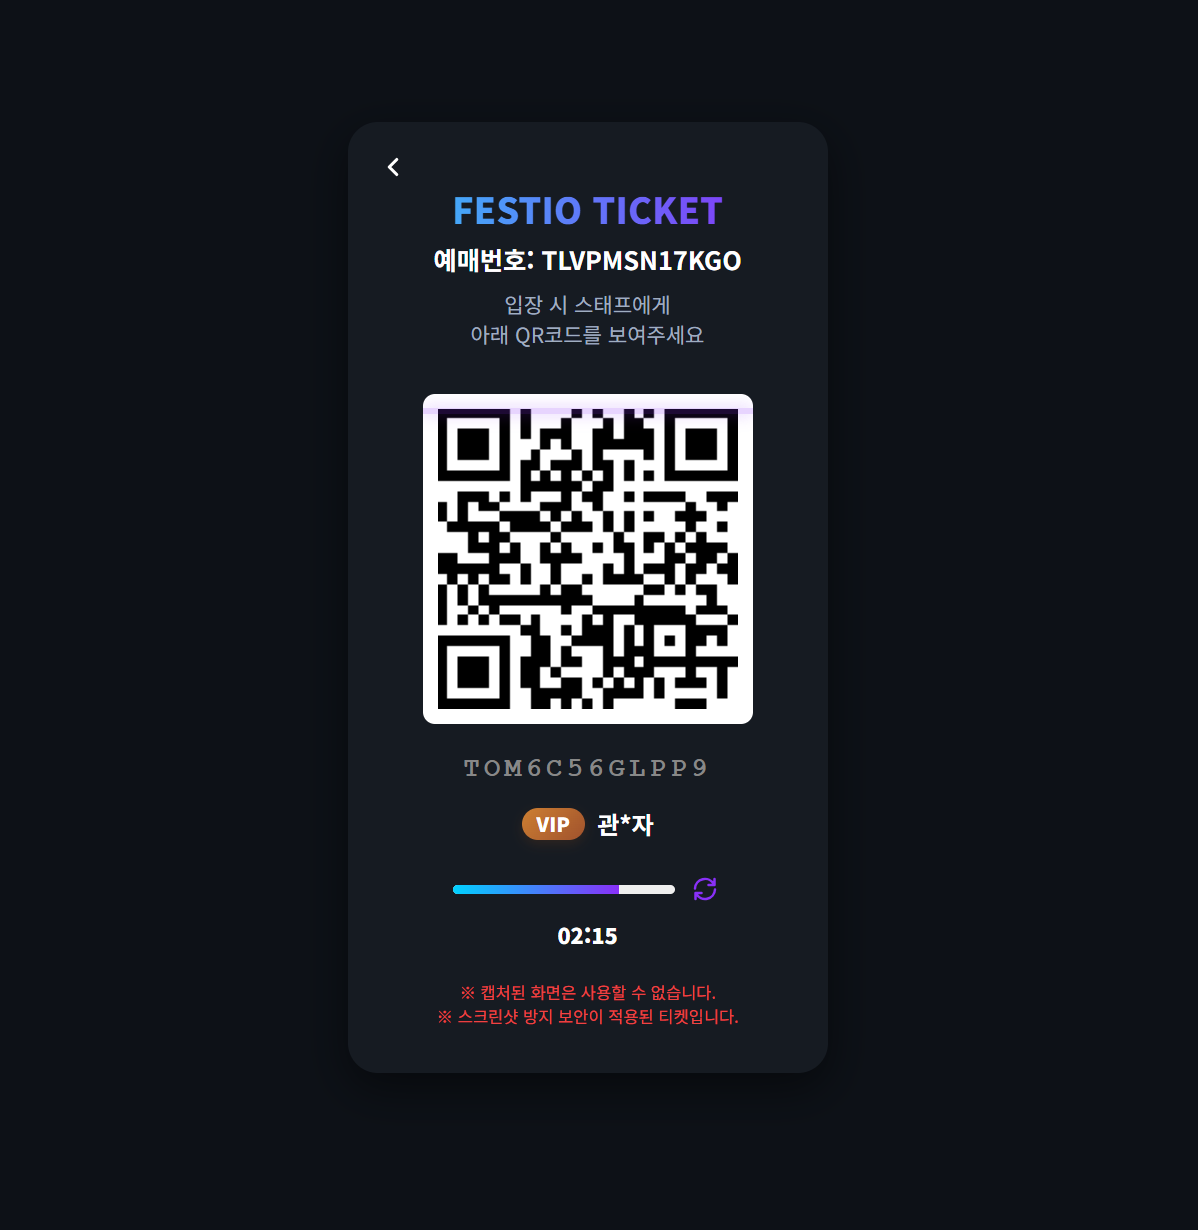 FESTIO TICKET
예매번호: TLVPMSN17KGO
입장 시 스태프에게
아래 QR코드를 보여주세요
TOM6C56GLPP9
VIP 관*자
02:15
※ 캡처된 화면은 사용할 수 없습니다.
※ 스크린샷 방지 보안이 적용된 티켓입니다.